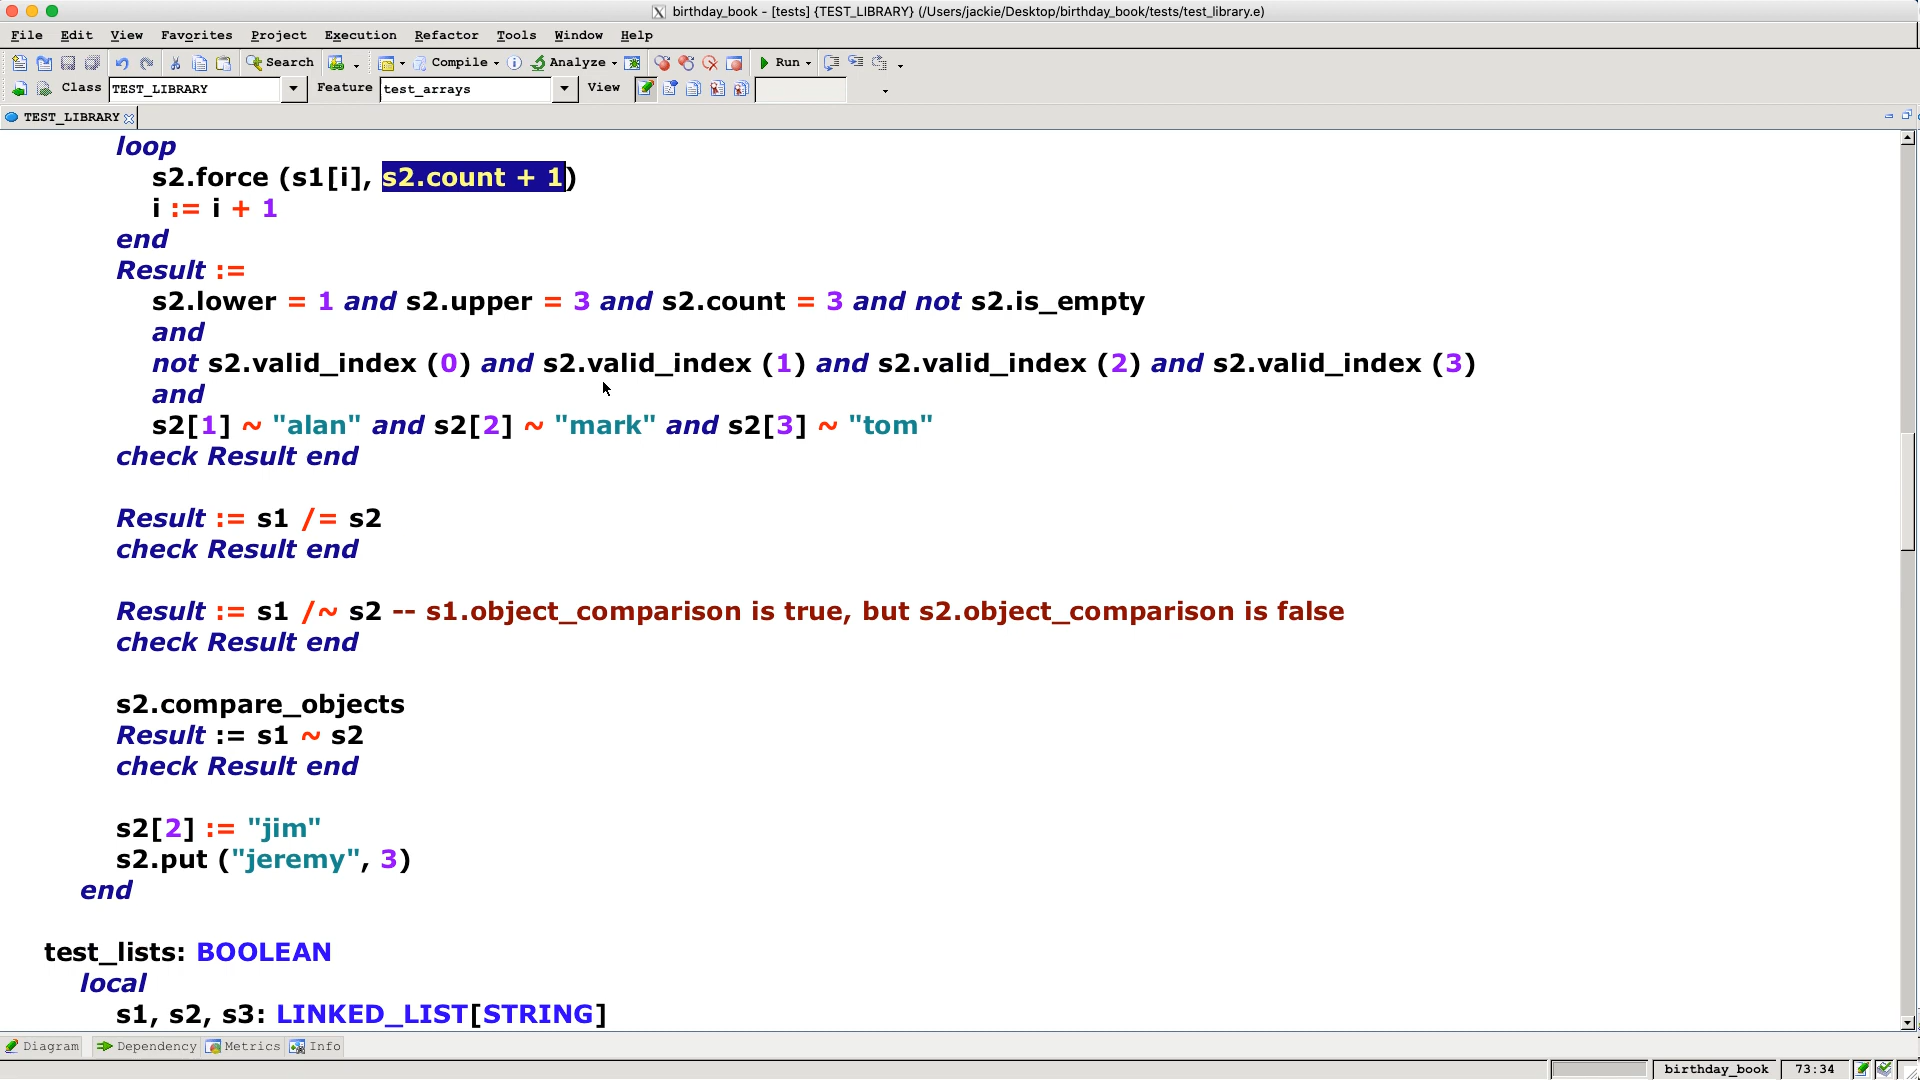 birthday_book - [tests] {TEST_LIBRARY} (/Users/jackie/Desktop/birthday_book/tests/test_library.e)
File Edit View Favorites Project Execution Refactor Tools Window Help
Search Compile Analyze Run
Class TEST_LIBRARY Feature test_arrays View
TEST_LIBRARY
loop
s2.force (s1[i], s2.count + 1)
i := i + 1
end
Result :=
s2.lower = 1 and s2.upper = 3 and s2.count = 3 and not s2.is_empty
and
not s2.valid_index (0) and s2.valid_index (1) and s2.valid_index (2) and s2.valid_index (3)
and
s2[1] ~ "alan" and s2[2] ~ "mark" and s2[3] ~ "tom"
check Result end
Result := s1 /= s2
check Result end
Result := s1 /~ s2 -- s1.object_comparison is true, but s2.object_comparison is false
check Result end
s2.compare_objects
Result := s1 ~ s2
check Result end
s2[2] := "jim"
s2.put ("jeremy", 3)
end
test_lists: BOOLEAN
local
s1, s2, s3: LINKED_LIST[STRING]
Diagram Dependency Metrics Info
birthday_book 73:34